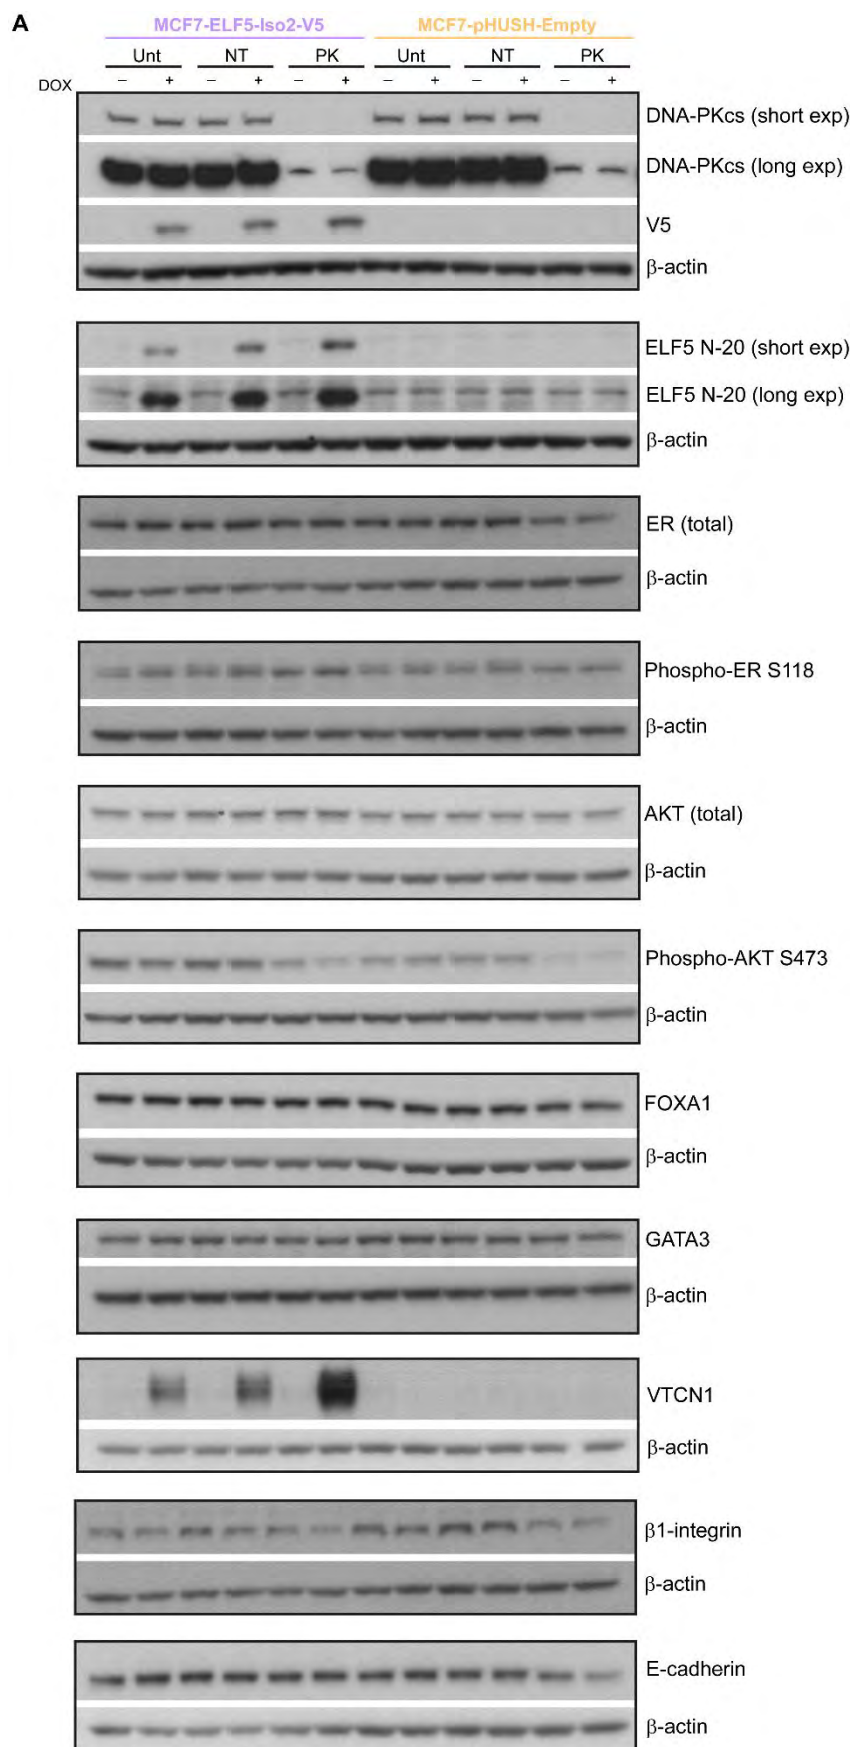 A
MCF7-ELF5-Iso2-V5 MCF7-pHUSH-Empty
Unt NT PK Unt NT PK
DOX – + – + – + – + – + – +
DNA-PKcs (short exp)
DNA-PKcs (long exp)
V5
β-actin
ELF5 N-20 (short exp)
ELF5 N-20 (long exp)
β-actin
ER (total)
β-actin
Phospho-ER S118
β-actin
AKT (total)
β-actin
Phospho-AKT S473
β-actin
FOXA1
β-actin
GATA3
β-actin
VTCN1
β-actin
β1-integrin
β-actin
E-cadherin
β-actin